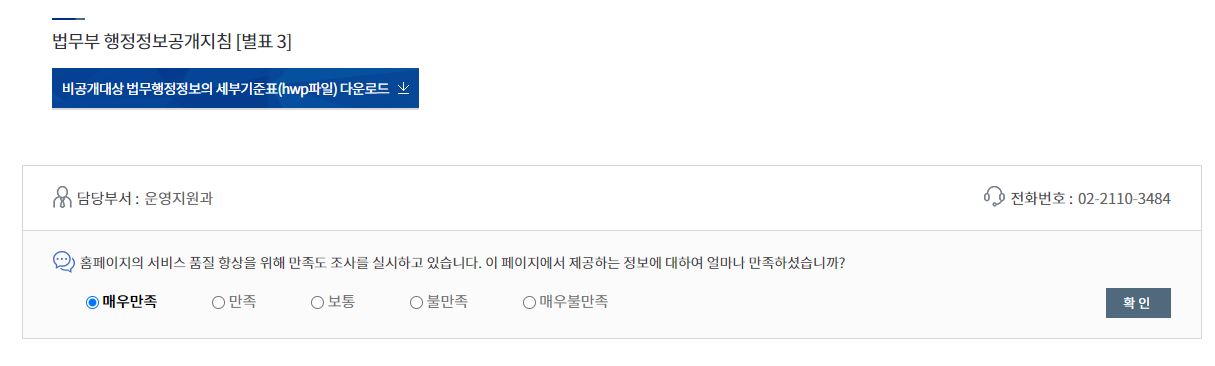 법무부 행정정보공개지침 [별표 3]
비공개대상 법무행정정보의 세부기준표(hwp파일) 다운로드
담당부서 : 운영지원과
전화번호 : 02-2110-3484
홈페이지의 서비스 품질 향상을 위해 만족도 조사를 실시하고 있습니다. 이 페이지에서 제공하는 정보에 대하여 얼마나 만족하셨습니까?
매우만족 만족 보통 불만족 매우불만족
확인